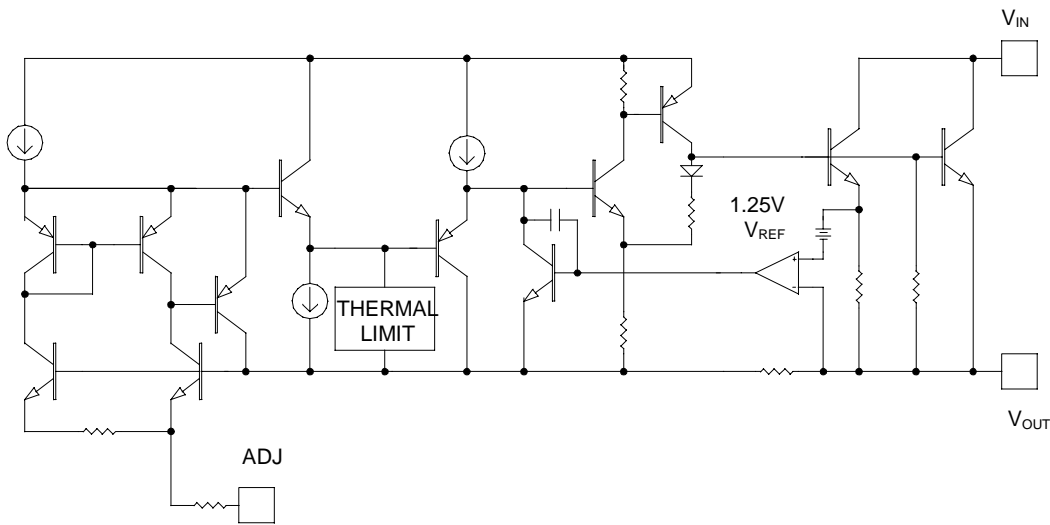 V_IN
1.25V
V_REF
+
-
THERMAL
LIMIT
V_OUT
ADJ